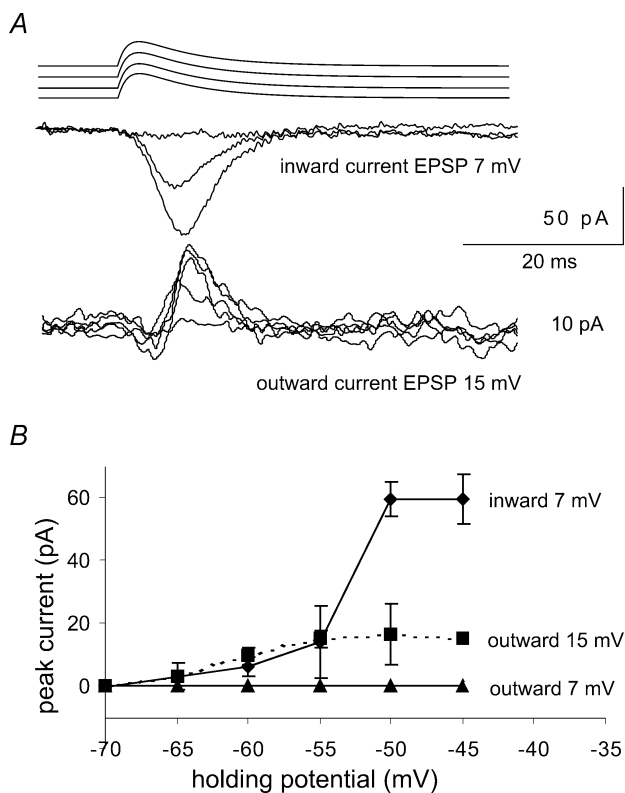 A
inward current EPSP 7 mV
50 pA
20 ms
10 pA
outward current EPSP 15 mV
B
60
40
20
0
peak current (pA)
inward 7 mV
outward 15 mV
outward 7 mV
-70 -65 -60 -55 -50 -45 -40 -35
holding potential (mV)